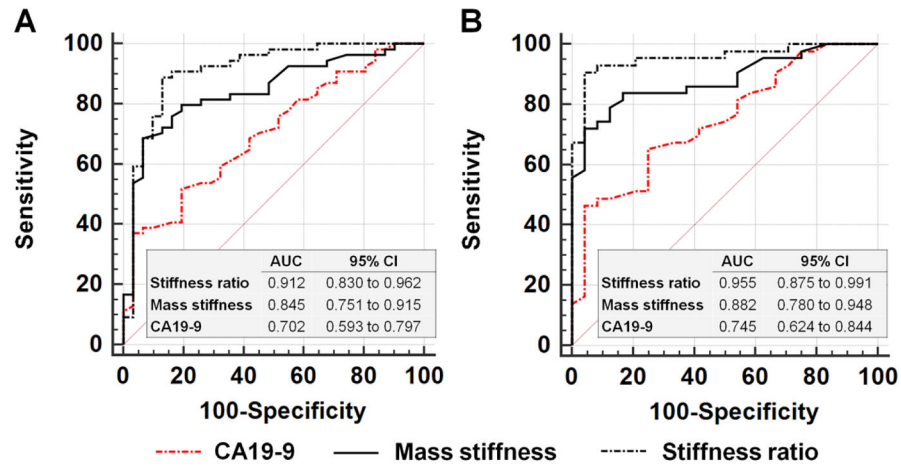 A
B
Sensitivity
100
80
60
40
20
0
AUC 95% CI
Stiffness ratio 0.912 0.830 to 0.962
Mass stiffness 0.845 0.751 to 0.915
CA19-9 0.702 0.593 to 0.797
0 20 40 60 80 100
100-Specificity
Sensitivity
100
80
60
40
20
0
AUC 95% CI
Stiffness ratio 0.955 0.875 to 0.991
Mass stiffness 0.882 0.780 to 0.948
CA19-9 0.745 0.624 to 0.844
0 20 40 60 80 100
100-Specificity
CA19-9 Mass stiffness Stiffness ratio